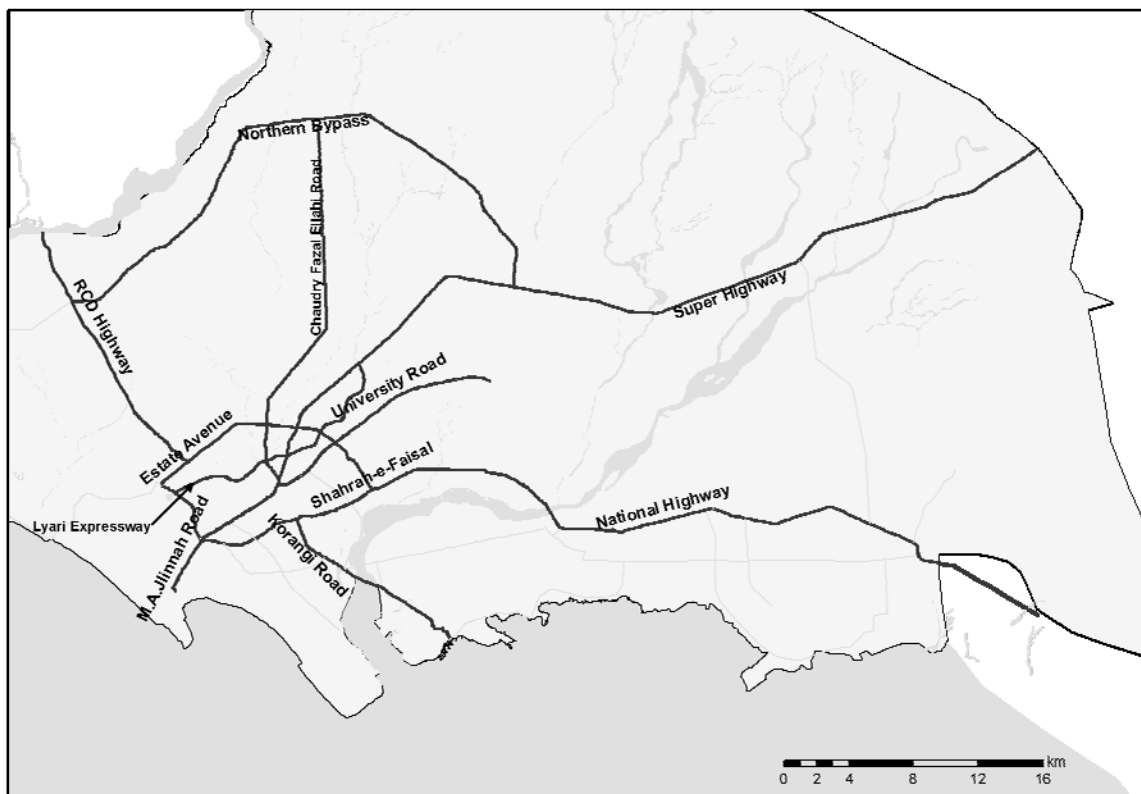 Northern Bypass
Chaudry Fazal Ellahi Road
RCD Highway
Super Highway
University Road
Estate Avenue
Shahrah-e-Faisal
National Highway
Lyari Expressway
M.A.Jlinnah Road
Korangi Road
km
0 2 4 8 12 16